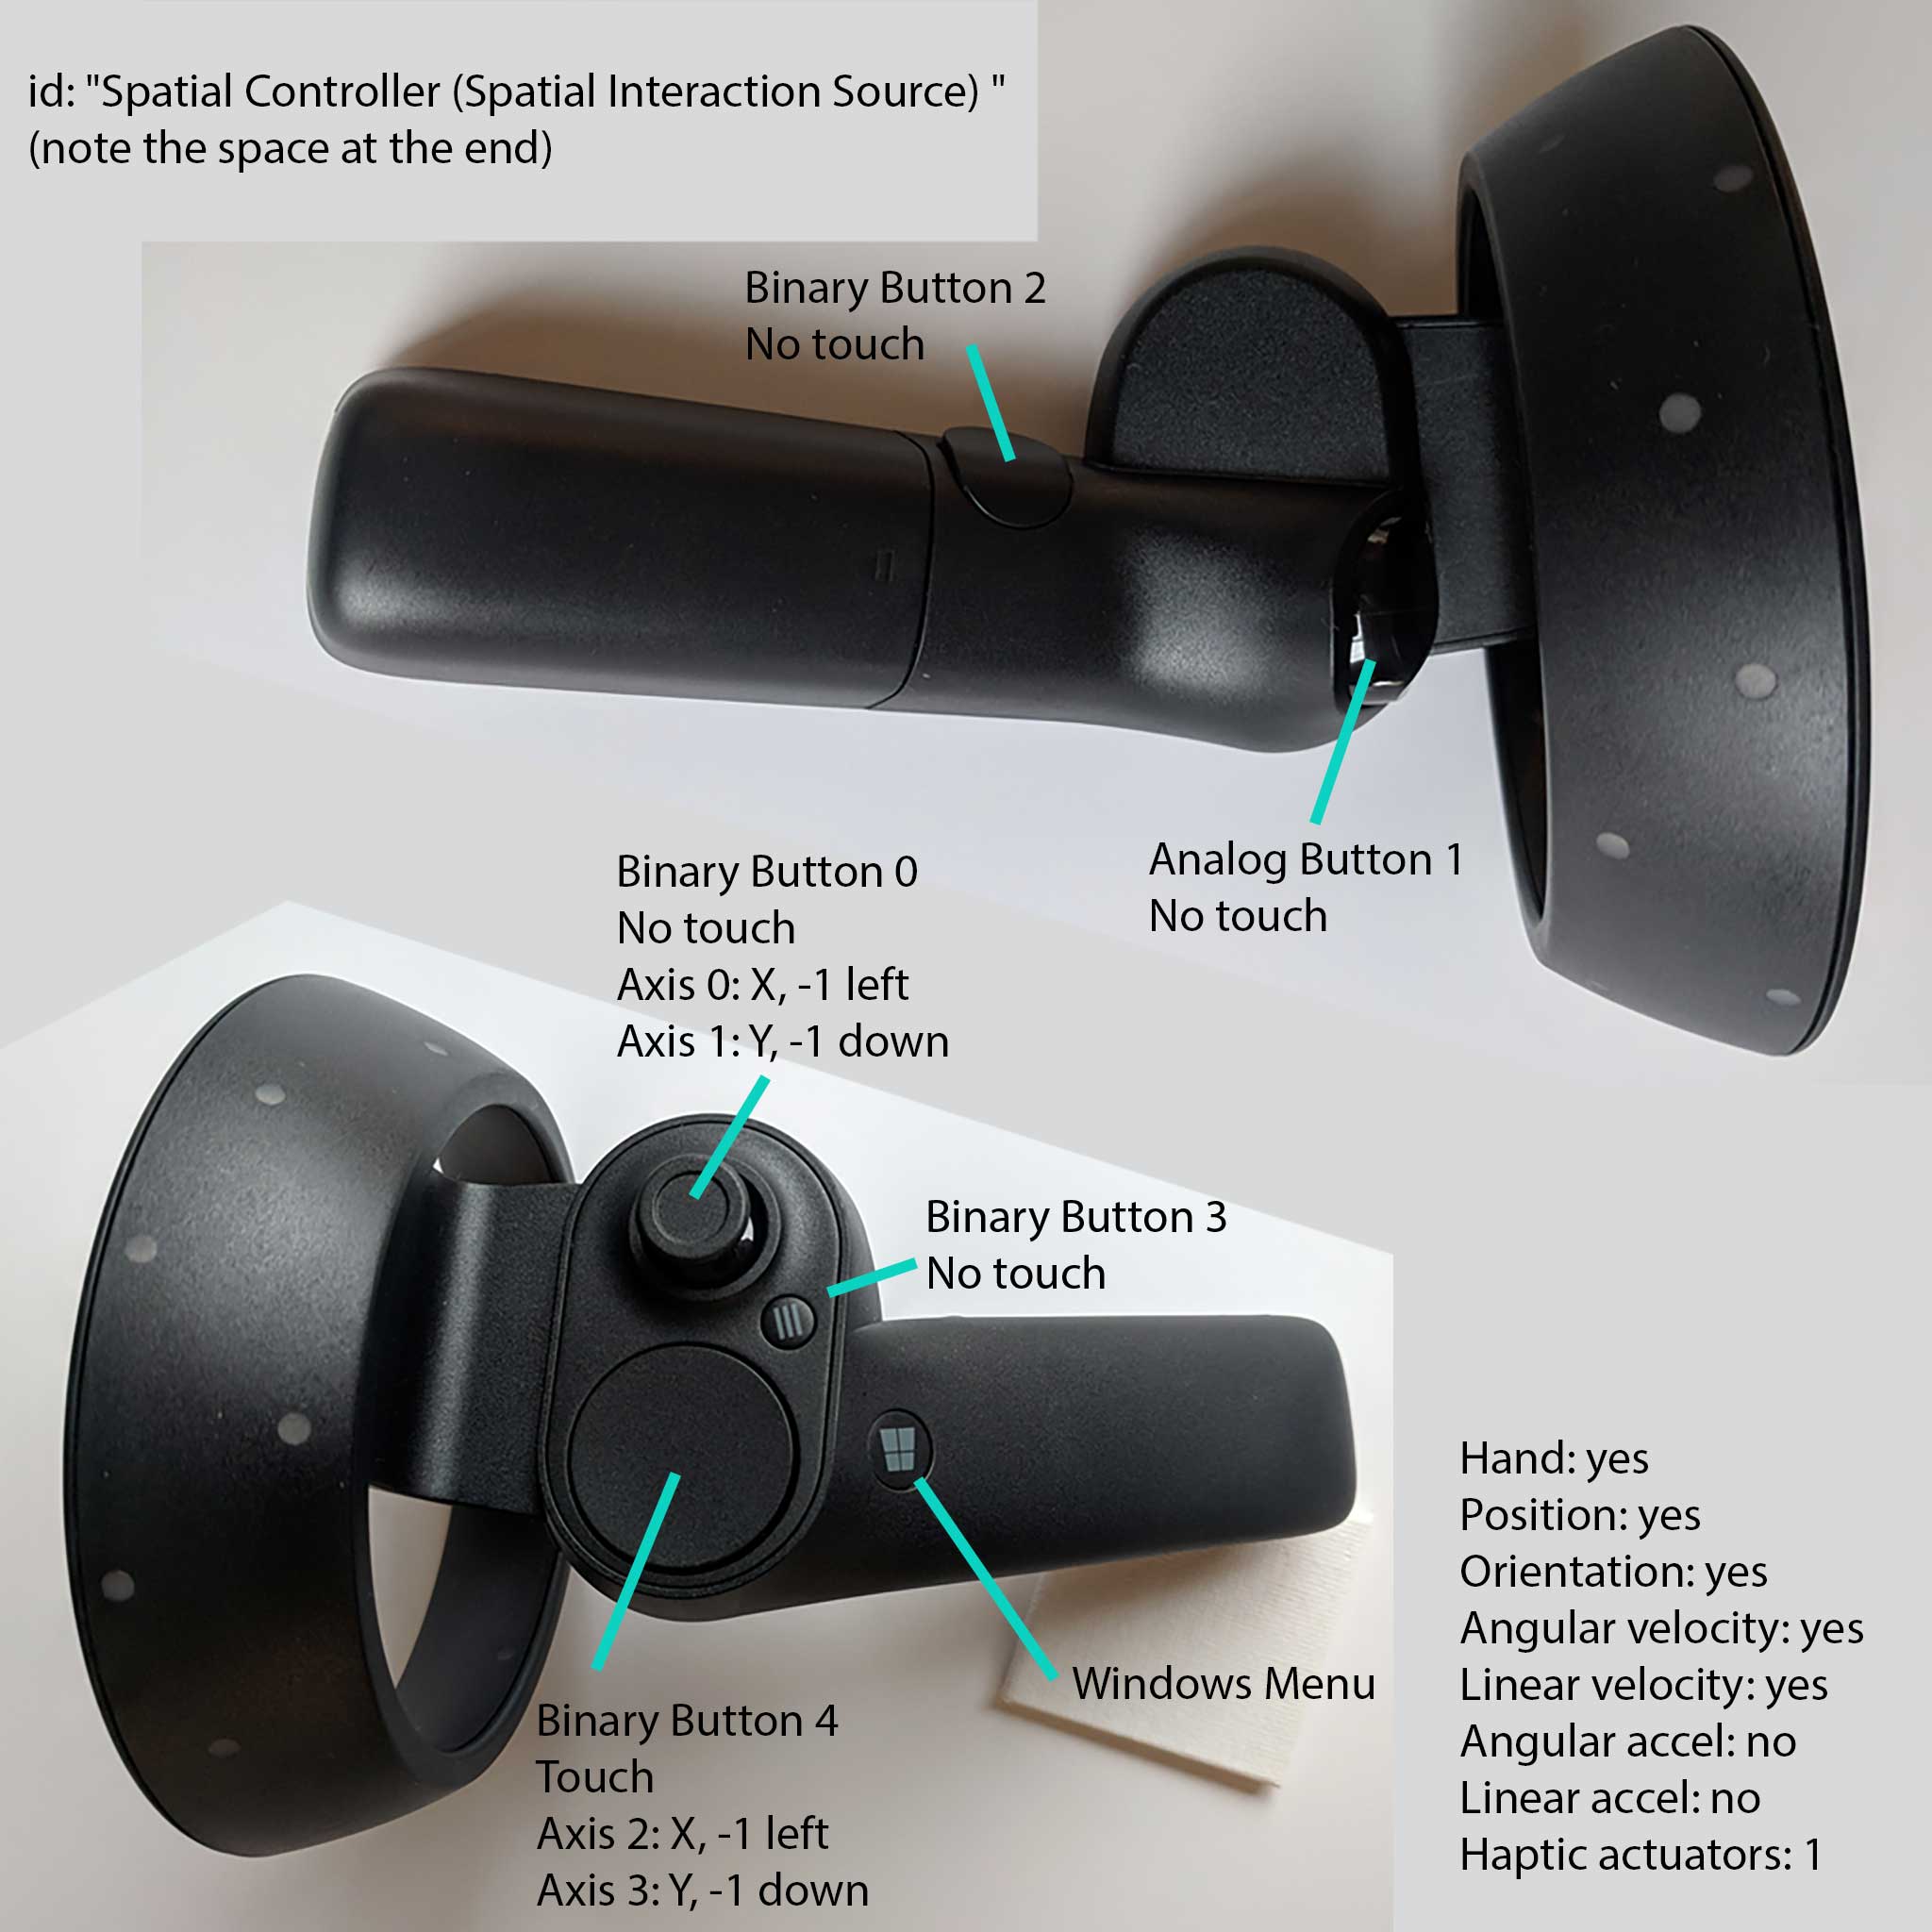 id: "Spatial Controller (Spatial Interaction Source) "
(note the space at the end)
Binary Button 2
No touch
Analog Button 1
No touch
Binary Button 0
No touch
Axis 0: X, -1 left
Axis 1: Y, -1 down
Binary Button 3
No touch
Windows Menu
Binary Button 4
Touch
Axis 2: X, -1 left
Axis 3: Y, -1 down
Hand: yes
Position: yes
Orientation: yes
Angular velocity: yes
Linear velocity: yes
Angular accel: no
Linear accel: no
Haptic actuators: 1